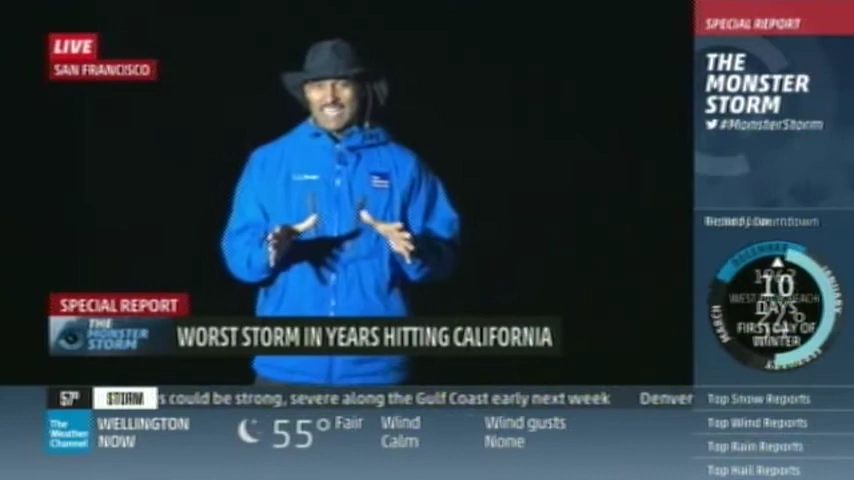 LIVE
SAN FRANCISCO
SPECIAL REPORT
THE
MONSTER
STORM
#MonsterStorm
DECEMBER
JANUARY
MARCH
10
DAYS
FIRST DAY OF
WINTER
SPECIAL REPORT
THE
MONSTER
STORM
WORST STORM IN YEARS HITTING CALIFORNIA
57°
STORM
s could be strong, severe along the Gulf Coast early next week
Denver
The
Weather
Channel
WELLINGTON
NOW
55° Fair
Wind
Calm
Wind gusts
None
Top Snow Reports
Top Wind Reports
Top Rain Reports
Top Hail Reports